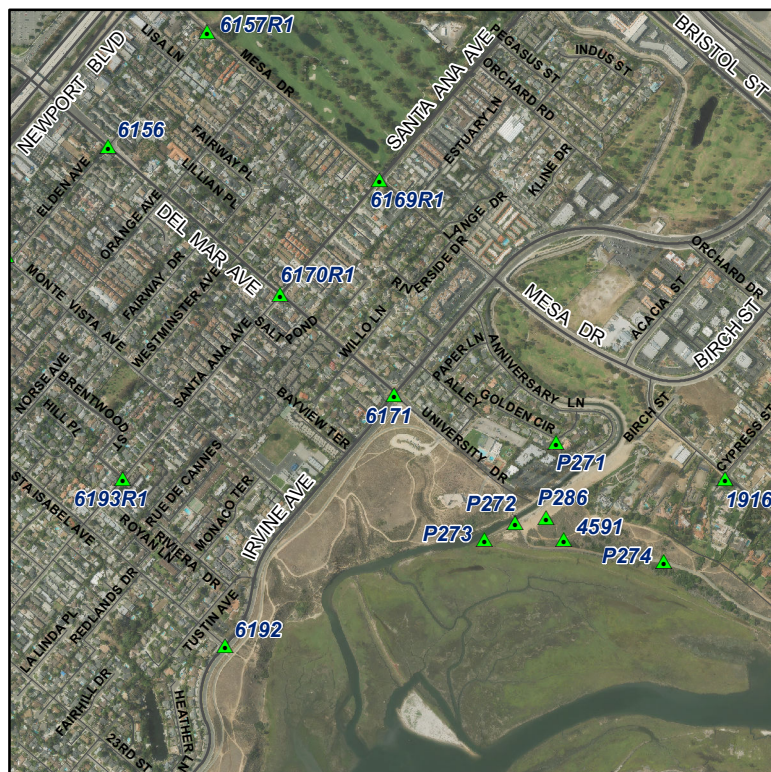 6157R1
LISA LN
NEWPORT BLVD
MESA DR
SANTA ANA AVE
PEGASUS ST
INDUS ST
BRISTOL ST
ORCHARD RD
ESTUARY LN
6156
FAIRWAY PL
LILLIAN PL
KLINE DR
ELDEN AVE
6169R1
ORANGE AVE
DEL MAR AVE
LANGE DR
RIVERSIDE DR
ORCHARD DR
FAIRWAY DR
6170R1
MONTE VISTA AVE
WESTMINSTER AVE
MESA DR
ACACIA ST
BIRCH ST
SALT POND
WILLO LN
SANTA ANA AVE
PAPER LN
ANNIVERSARY LN
NORSE AVE
BRENTWOOD ST
R ALLEY
GOLDEN CIR
HILL PL
BAYVIEW TER
6171
UNIVERSITY DR
BIRCH ST
P271
CYPRESS ST
STA ISABEL AVE
6193R1
RUE DE CANNES
MONACO TER
IRVINE AVE
1916
P272
P286
ROYAN LN
RIVIERA DR
P273
4591
P274
REDLANDS DR
LA LINDA PL
TUSTIN AVE
6192
FAIRHILL DR
HEATHER LN
23RD ST